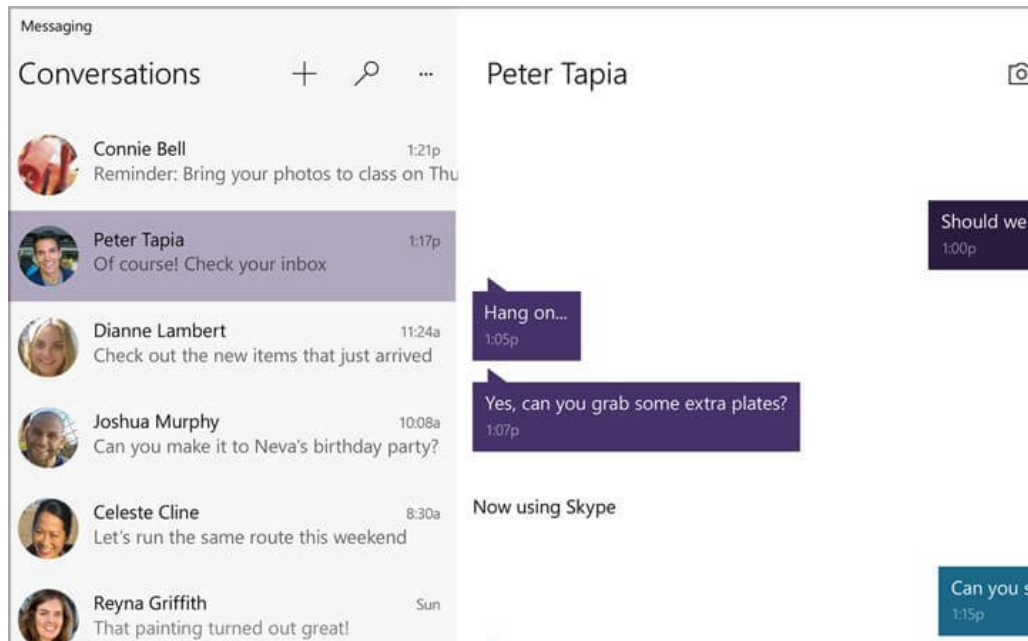 Messaging
Conversations
Connie Bell 1:21p
Reminder: Bring your photos to class on Thu
Peter Tapia 1:17p
Of course! Check your inbox
Dianne Lambert 11:24a
Check out the new items that just arrived
Joshua Murphy 10:08a
Can you make it to Neva's birthday party?
Celeste Cline 8:30a
Let's run the same route this weekend
Reyna Griffith Sun
That painting turned out great!
Peter Tapia
Should we
1:00p
Hang on...
1:05p
Yes, can you grab some extra plates?
1:07p
Now using Skype
Can you s
1:15p